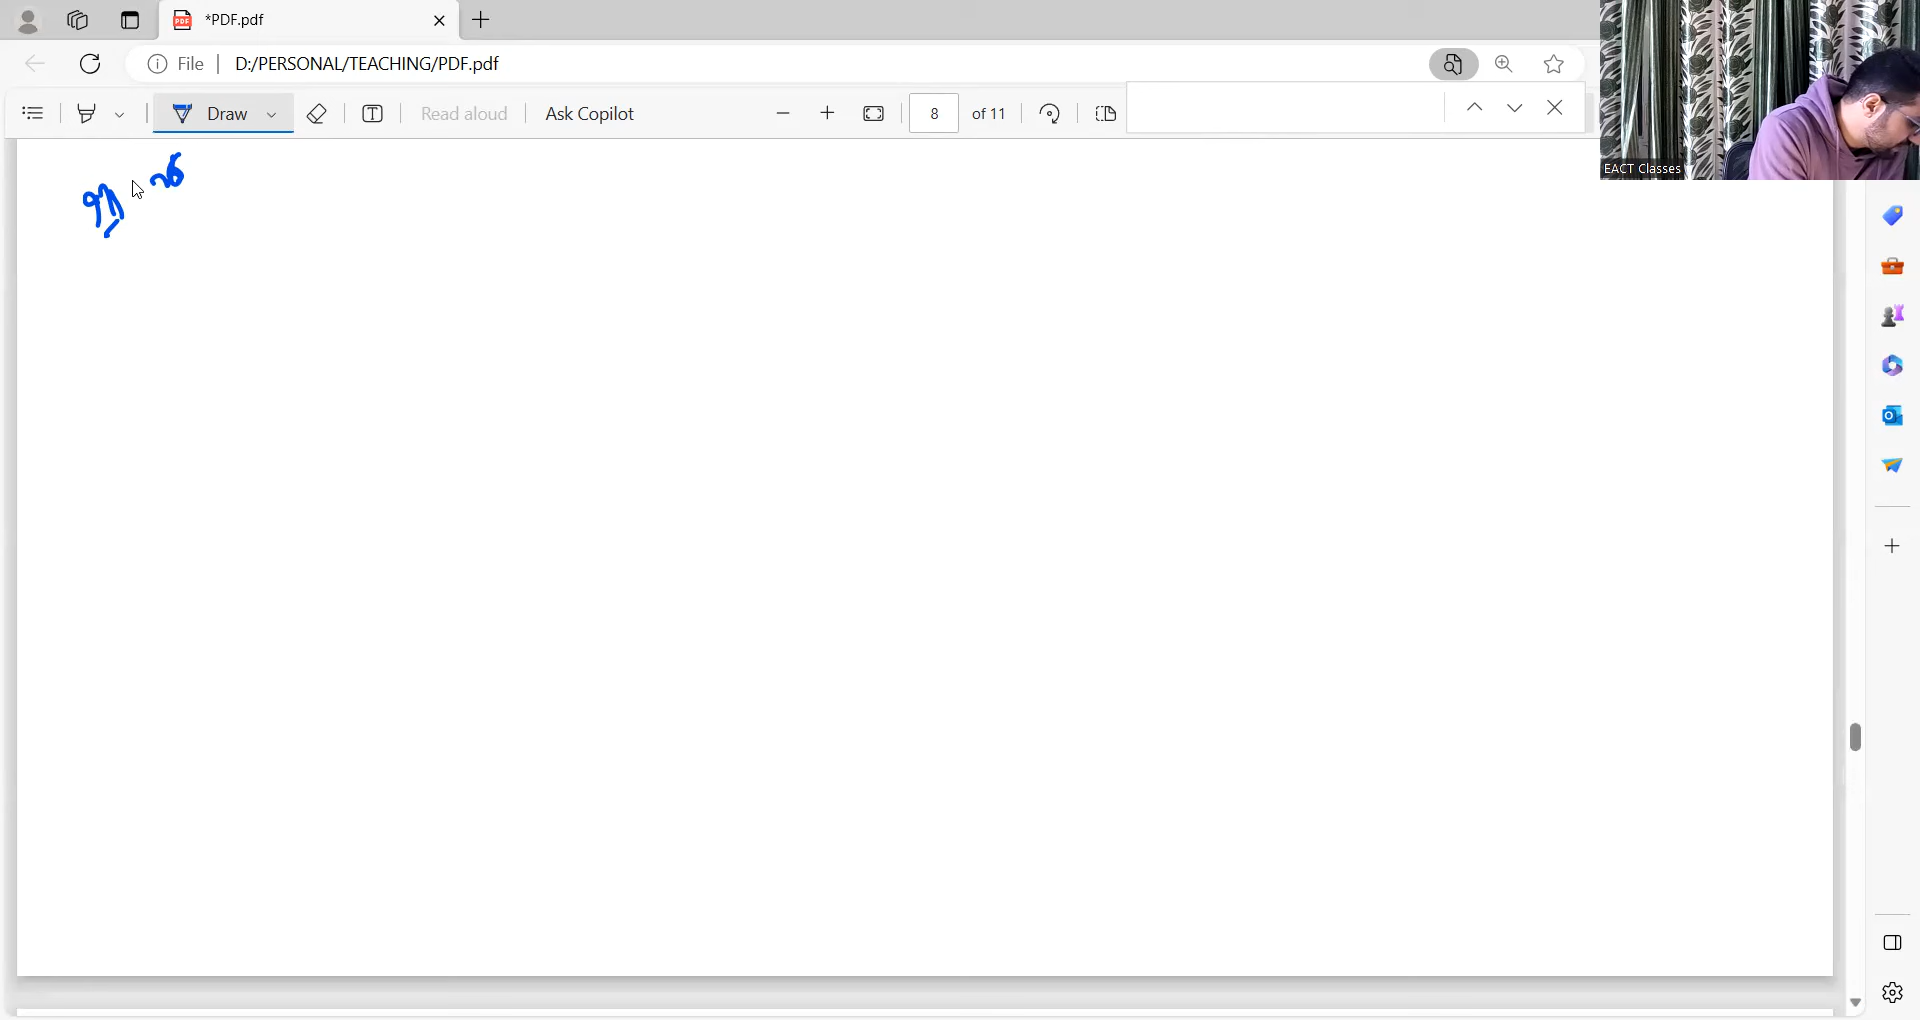 *PDF.pdf
File
D:/PERSONAL/TEACHING/PDF.pdf
Draw
Read aloud
Ask Copilot
8 of 11
EACT Classes